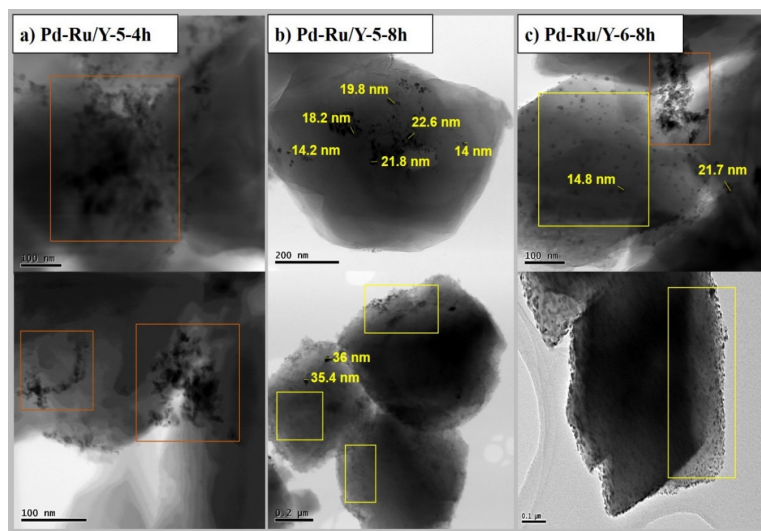 a) Pd-Ru/Y-5-4h
100 nm
100 nm
b) Pd-Ru/Y-5-8h
19.8 nm
18.2 nm
22.6 nm
14.2 nm
14 nm
21.8 nm
200 nm
36 nm
35.4 nm
0.2 µm
c) Pd-Ru/Y-6-8h
14.8 nm
21.7 nm
100 nm
0.1 µm